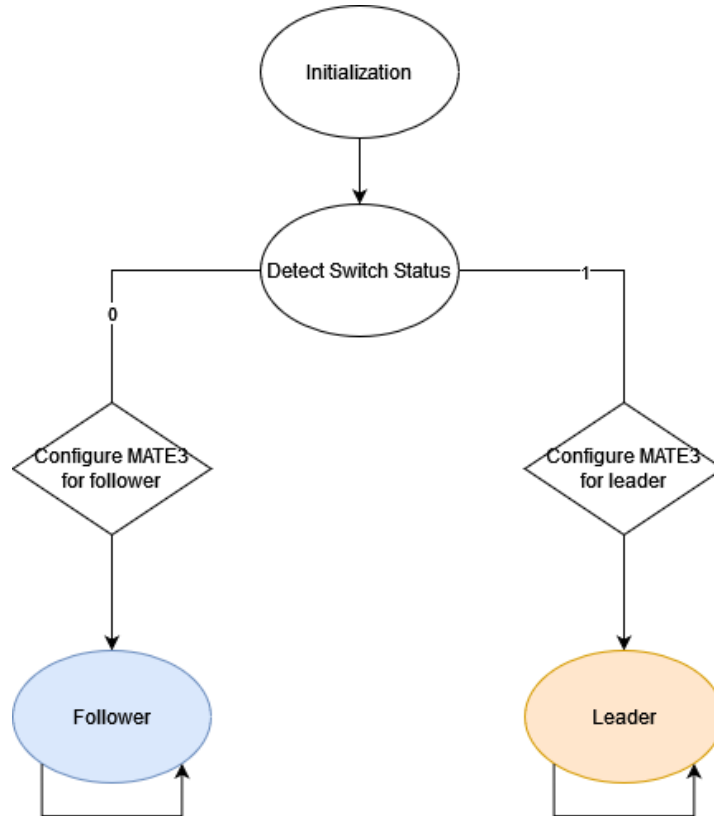 Initialization
Detect Switch Status
0
1
Configure MATE3
for follower
Configure MATE3
for leader
Follower
Leader